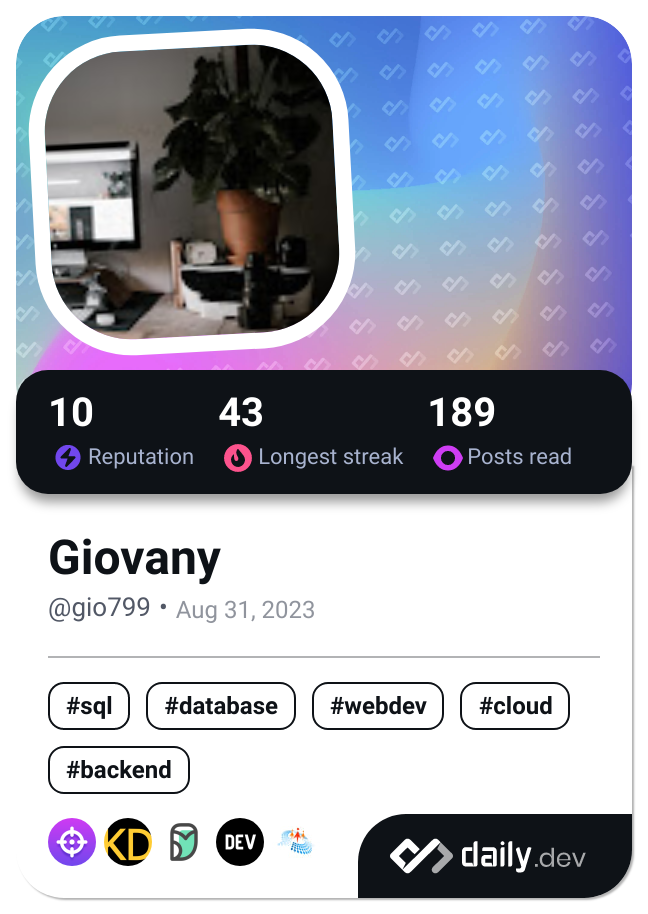 10 43 189
Reputation Longest streak Posts read
Giovany
@gio799 • Aug 31, 2023
#sql #database #webdev #cloud
#backend
KD DEV daily.dev